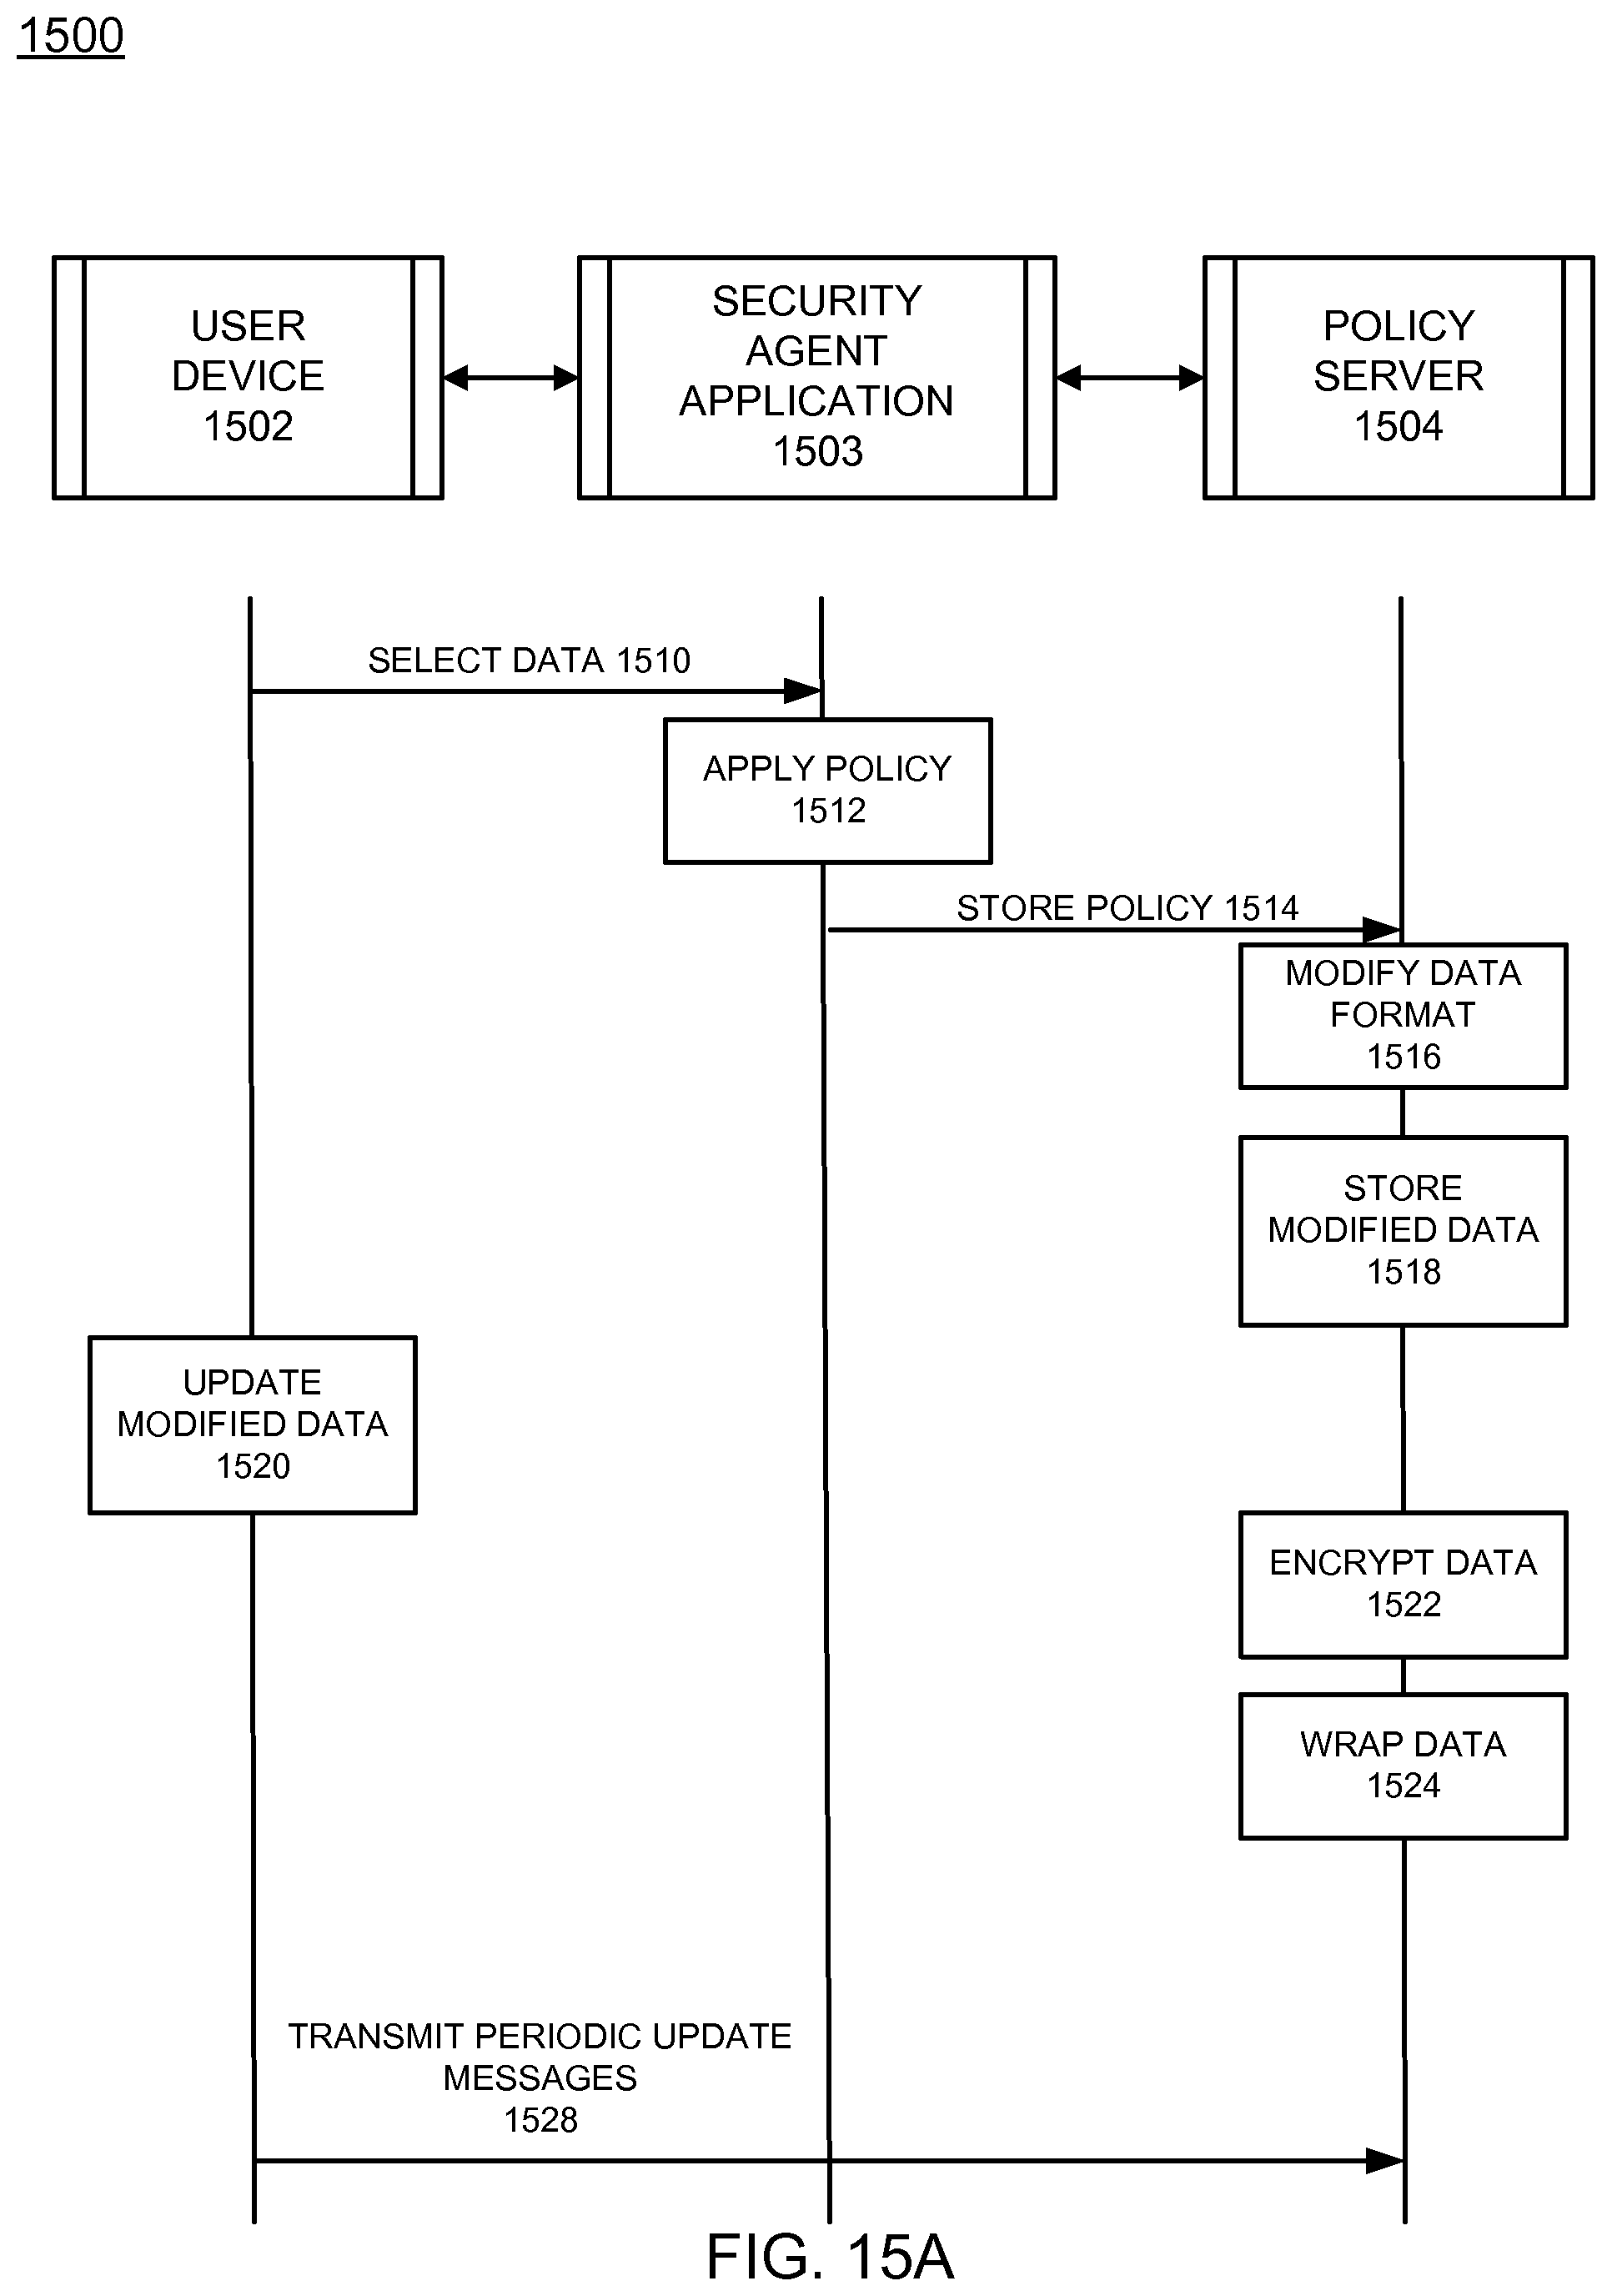 1500
USER
DEVICE
1502
SECURITY
AGENT
APPLICATION
1503
POLICY
SERVER
1504
SELECT DATA 1510
APPLY POLICY
1512
STORE POLICY 1514
MODIFY DATA
FORMAT
1516
STORE
MODIFIED DATA
1518
UPDATE
MODIFIED DATA
1520
ENCRYPT DATA
1522
WRAP DATA
1524
TRANSMIT PERIODIC UPDATE
MESSAGES
1528
FIG. 15A